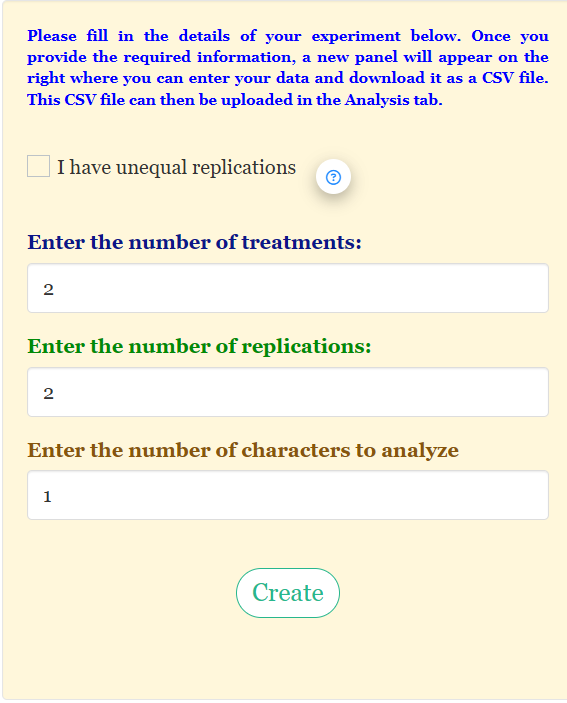 Please fill in the details of your experiment below. Once you
provide the required information, a new panel will appear on the
right where you can enter your data and download it as a CSV file.
This CSV file can then be uploaded in the Analysis tab.
I have unequal replications
?
Enter the number of treatments:
2
Enter the number of replications:
2
Enter the number of characters to analyze
1
Create